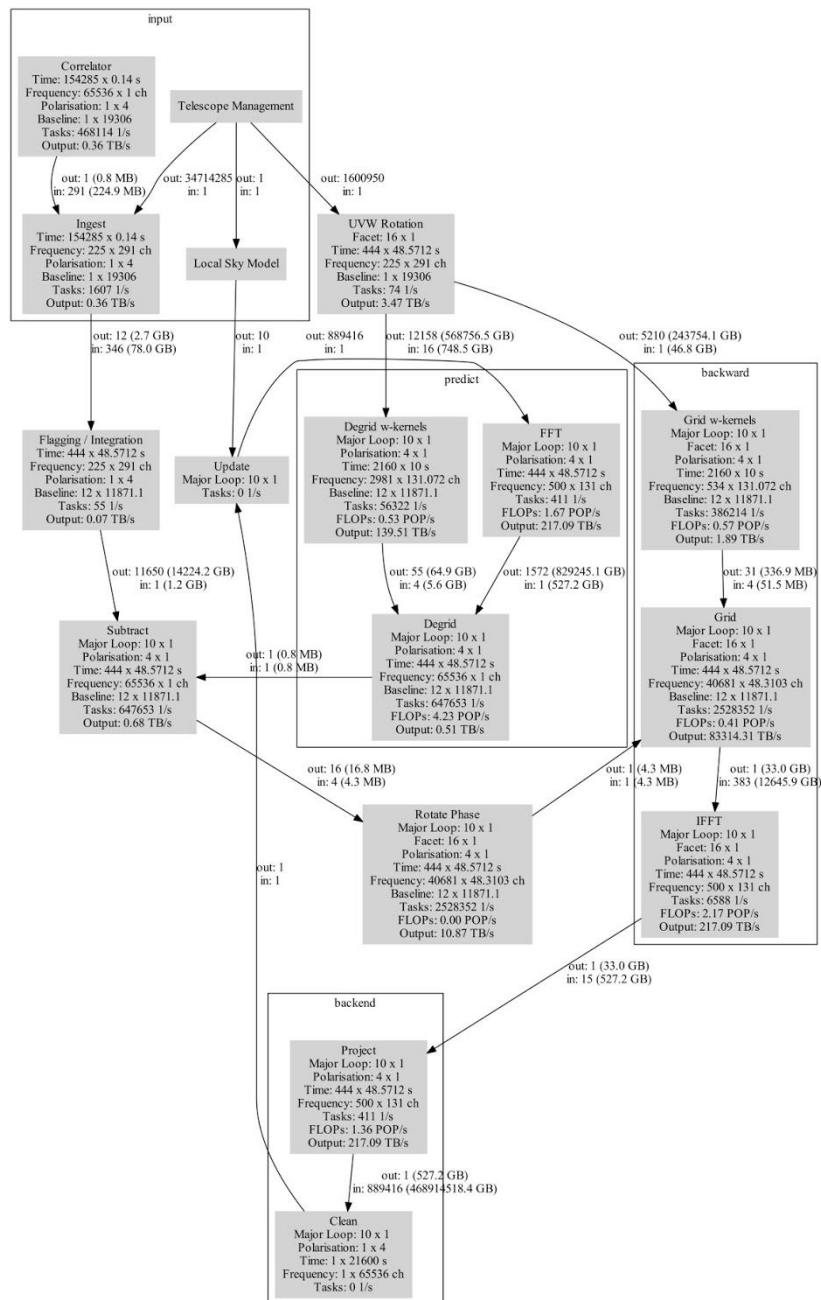 input
Correlator
Time: 154285 x 0.14 s
Frequency: 65536 x 1 ch
Polarisation: 1 x 4
Baseline: 1 x 19306
Tasks: 468114 1/s
Output: 0.36 TB/s
Telescope Management
out: 1 (0.8 MB)
in: 291 (224.9 MB)
out: 34714285
in: 1
out: 1
in: 1
out: 1600950
in: 1
Ingest
Time: 154285 x 0.14 s
Frequency: 225 x 291 ch
Polarisation: 1 x 4
Baseline: 1 x 19306
Tasks: 1607 1/s
Output: 0.36 TB/s
Local Sky Model
UVW Rotation
Facet: 16 x 1
Time: 444 x 48.5712 s
Frequency: 225 x 291 ch
Baseline: 1 x 19306
Tasks: 74 1/s
Output: 3.47 TB/s
out: 12 (2.7 GB)
in: 346 (78.0 GB)
out: 10
in: 1
out: 889416
in: 1
out: 12158 (568756.5 GB)
in: 16 (748.5 GB)
out: 5210 (243754.1 GB)
in: 1 (46.8 GB)
Flagging / Integration
Time: 444 x 48.5712 s
Frequency: 225 x 291 ch
Polarisation: 1 x 4
Baseline: 12 x 11871.1
Tasks: 55 1/s
Output: 0.07 TB/s
Update
Major Loop: 10 x 1
Tasks: 0 1/s
predict
Degrid w-kernels
Major Loop: 10 x 1
Polarisation: 4 x 1
Time: 2160 x 10 s
Frequency: 2981 x 131.072 ch
Baseline: 12 x 11871.1
Tasks: 56322 1/s
FLOPs: 0.53 POP/s
Output: 139.51 TB/s
FFT
Major Loop: 10 x 1
Polarisation: 4 x 1
Time: 444 x 48.5712 s
Frequency: 500 x 131 ch
Tasks: 411 1/s
FLOPs: 1.67 POP/s
Output: 217.09 TB/s
backward
Grid w-kernels
Major Loop: 10 x 1
Facet: 16 x 1
Polarisation: 4 x 1
Time: 2160 x 10 s
Frequency: 534 x 131.072 ch
Baseline: 12 x 11871.1
Tasks: 386214 1/s
FLOPs: 0.57 POP/s
Output: 1.89 TB/s
out: 11650 (14224.2 GB)
in: 1 (1.2 GB)
out: 55 (64.9 GB)
in: 4 (5.6 GB)
out: 1572 (829245.1 GB)
in: 1 (527.2 GB)
out: 31 (336.9 MB)
in: 4 (51.5 MB)
Subtract
Major Loop: 10 x 1
Polarisation: 4 x 1
Time: 444 x 48.5712 s
Frequency: 65536 x 1 ch
Baseline: 12 x 11871.1
Tasks: 647653 1/s
Output: 0.68 TB/s
out: 1 (0.8 MB)
in: 1 (0.8 MB)
Degrid
Major Loop: 10 x 1
Polarisation: 4 x 1
Time: 444 x 48.5712 s
Frequency: 65536 x 1 ch
Baseline: 12 x 11871.1
Tasks: 647653 1/s
FLOPs: 4.23 POP/s
Output: 0.51 TB/s
Grid
Major Loop: 10 x 1
Facet: 16 x 1
Polarisation: 4 x 1
Time: 444 x 48.5712 s
Frequency: 40681 x 48.3103 ch
Baseline: 12 x 11871.1
Tasks: 2528352 1/s
FLOPs: 0.41 POP/s
Output: 83314.31 TB/s
out: 16 (16.8 MB)
in: 4 (4.3 MB)
out: 1 (4.3 MB)
in: 1 (4.3 MB)
out: 1 (33.0 GB)
in: 383 (12645.9 GB)
out: 1
in: 1
Rotate Phase
Major Loop: 10 x 1
Facet: 16 x 1
Polarisation: 4 x 1
Time: 444 x 48.5712 s
Frequency: 40681 x 48.3103 ch
Baseline: 12 x 11871.1
Tasks: 2528352 1/s
FLOPs: 0.00 POP/s
Output: 10.87 TB/s
IFFT
Major Loop: 10 x 1
Facet: 16 x 1
Polarisation: 4 x 1
Time: 444 x 48.5712 s
Frequency: 500 x 131 ch
Tasks: 6588 1/s
FLOPs: 2.17 POP/s
Output: 217.09 TB/s
out: 1 (33.0 GB)
in: 15 (527.2 GB)
backend
Project
Major Loop: 10 x 1
Polarisation: 4 x 1
Time: 444 x 48.5712 s
Frequency: 500 x 131 ch
Tasks: 411 1/s
FLOPs: 1.36 POP/s
Output: 217.09 TB/s
out: 1 (527.2 GB)
in: 889416 (468914518.4 GB)
Clean
Major Loop: 10 x 1
Polarisation: 1 x 4
Time: 1 x 21600 s
Frequency: 1 x 65536 ch
Tasks: 0 1/s